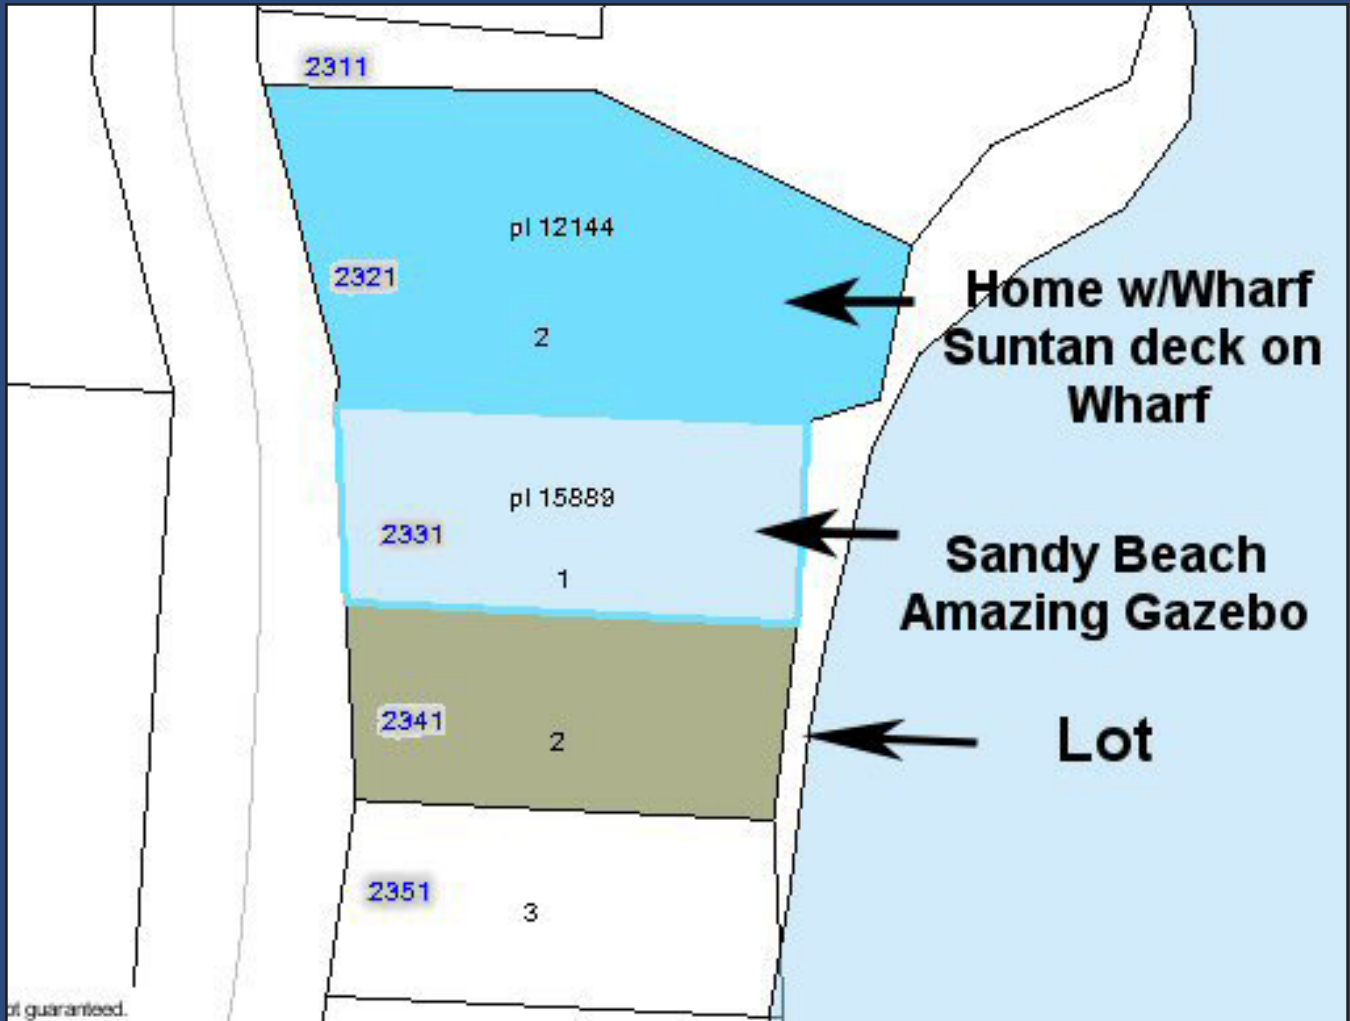 2311
pl 12144
2321
2
Home w/Wharf
Suntan deck on
Wharf
pl 15889
2331
1
Sandy Beach
Amazing Gazebo
2341
2
Lot
2351
3
ot guaranteed.